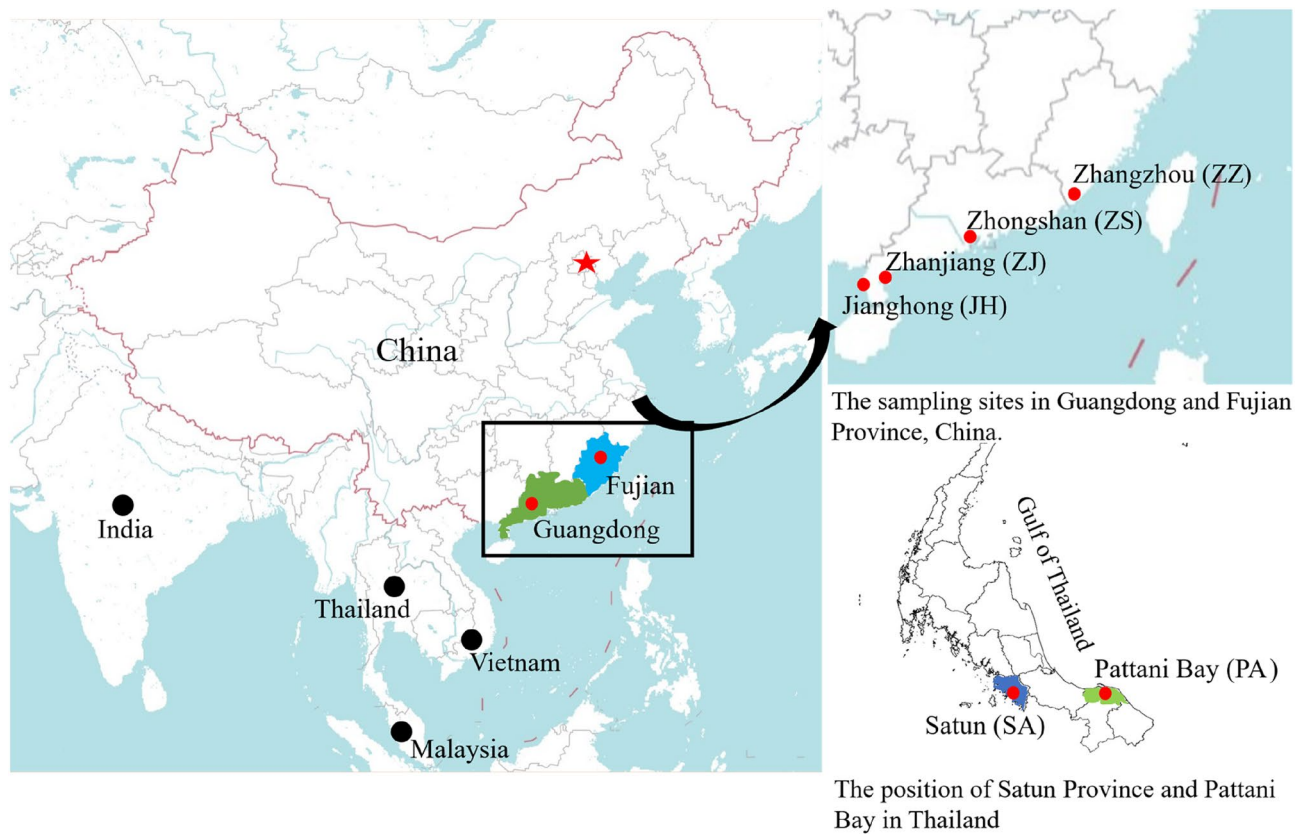 China
India
Fujian
Guangdong
Thailand
Vietnam
Malaysia
Zhangzhou (ZZ)
Zhongshan (ZS)
Zhanjiang (ZJ)
Jianghong (JH)
The sampling sites in Guangdong and Fujian
Province, China.
Gulf of Thailand
Pattani Bay (PA)
Satun (SA)
The position of Satun Province and Pattani
Bay in Thailand